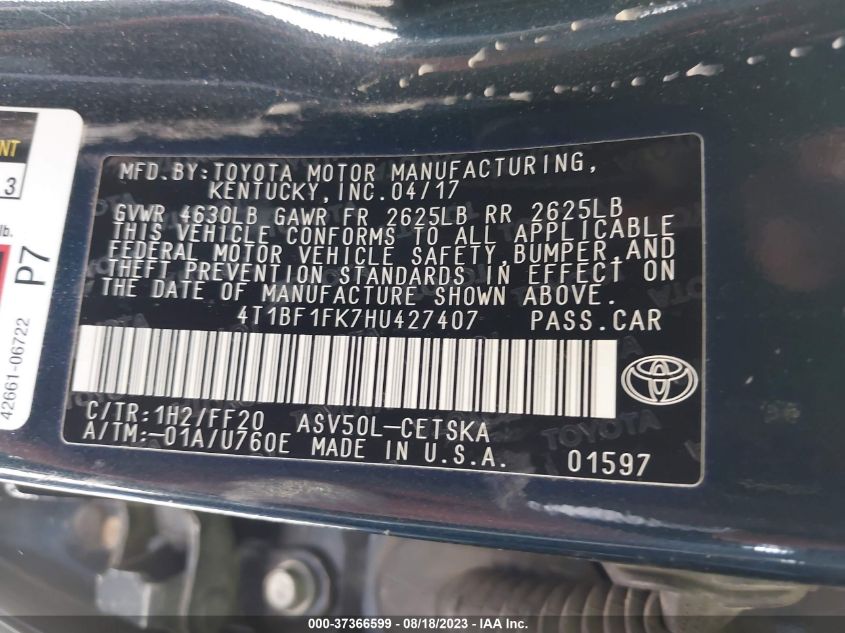 NT
3
lb.
P7
42661-06722
MFD.BY:TOYOTA MOTOR MANUFACTURING,
KENTUCKY,INC.04/17
GVWR 4630LB GAWR FR 2625LB RR 2625LB
THIS VEHICLE CONFORMS TO ALL APPLICABLE
FEDERAL MOTOR VEHICLE SAFETY,BUMPER,AND
THEFT PREVENTION STANDARDS IN EFFECT ON
THE DATE OF MANUFACTURE SHOWN ABOVE.
4T1BF1FK7HU427407 PASS.CAR
C/TR:1H2/FF20 ASV50L-CETSKA
A/TM:-01A/U760E MADE IN U.S.A. 01597
000-37366599 - 08/18/2023 - IAA Inc.